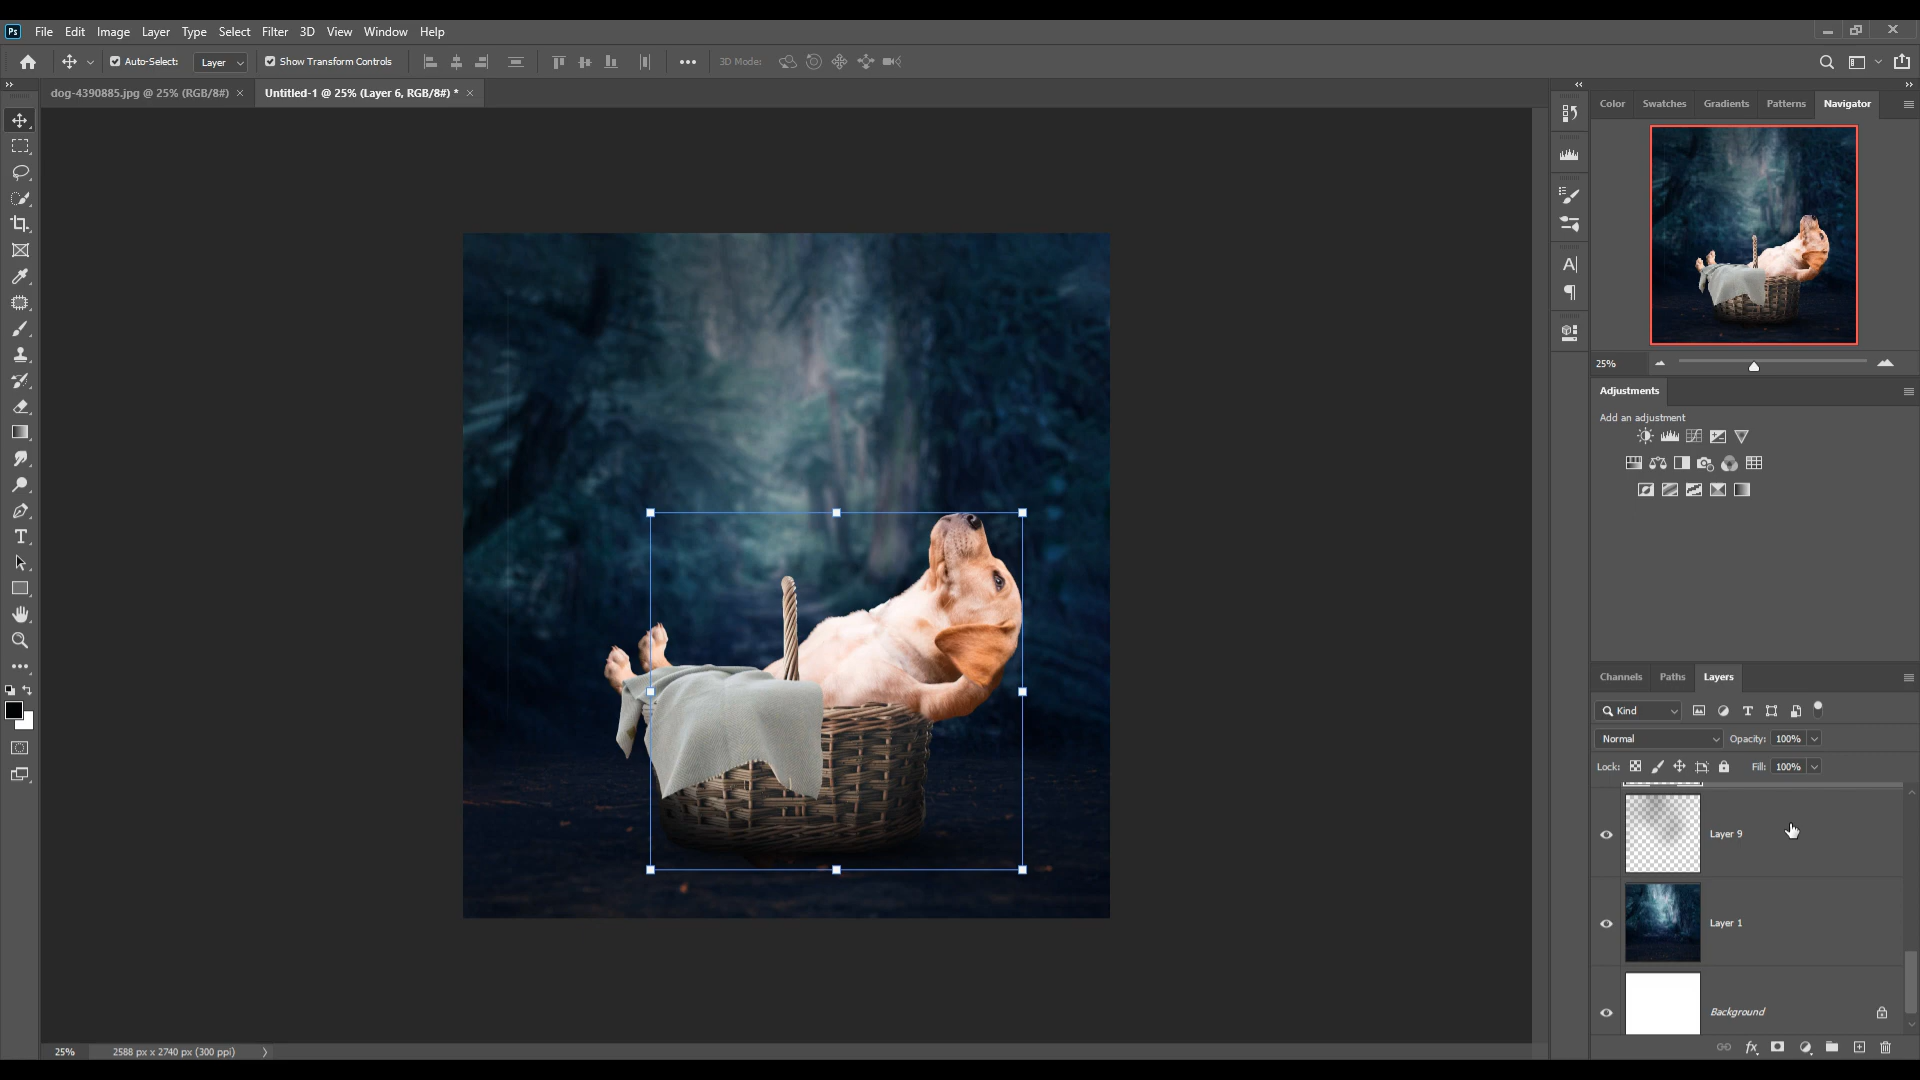 Ps File Edit Image Layer Type Select Filter 3D View Window Help
Auto-Select: Layer Show Transform Controls 3D Mode:
dog-4390885.jpg @ 25% (RGB/8#) × Untitled-1 @ 25% (Layer 6, RGB/8#) * ×
Color Swatches Gradients Patterns Navigator
25%
Adjustments
Add an adjustment
Channels Paths Layers
Kind
Normal Opacity: 100%
Lock: Fill: 100%
Layer 9
Layer 1
Background
fx
25% 2588 px x 2740 px (300 ppi)